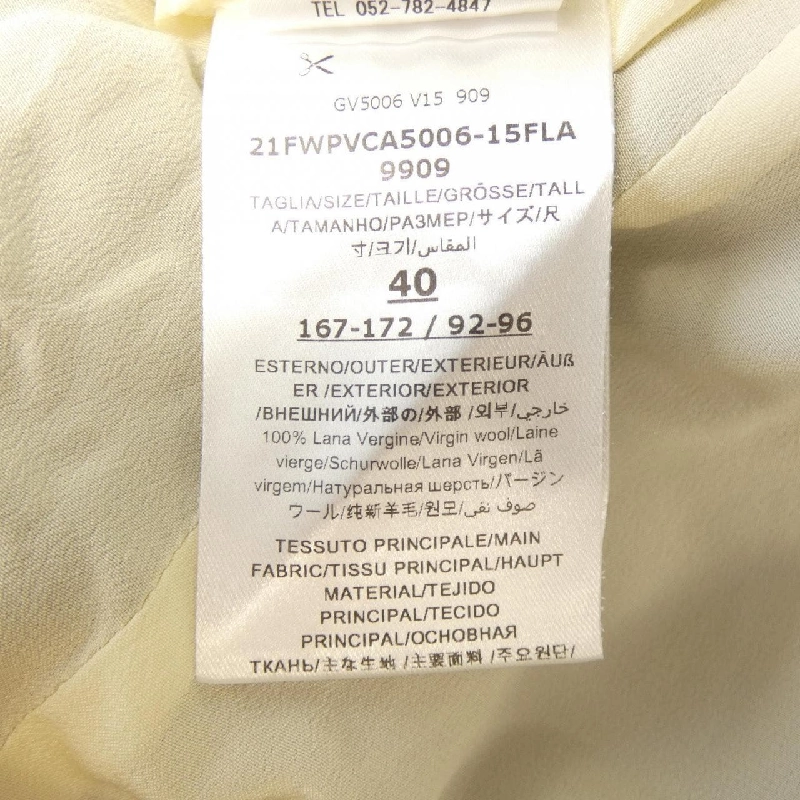 TEL 052-782-4847
GV5006 V15 909
21FWPVCA5006-15FLA
9909
TAGLIA/SIZE/TAILLE/GRÖSSE/TALL
A/TAMANHO/РАЗМЕР/サイズ/尺
寸/크기/المقاس
40
167-172 / 92-96
ESTERNO/OUTER/EXTERIEUR/ÄUß
ER /EXTERIOR/EXTERIOR
/ВНЕШНИЙ/外部の/外部 /외부/خارجي
100% Lana Vergine/Virgin wool/Laine
vierge/Schurwolle/Lana Virgen/Lã
virgem/Натуральная шерсть//バージン
ウール/纯新羊毛/원모/صوف نقي
TESSUTO PRINCIPALE/MAIN
FABRIC/TISSU PRINCIPAL/HAUPT
MATERIAL/TEJIDO
PRINCIPAL/TECIDO
PRINCIPAL/ОСНОВНАЯ
ТКАНЬ/主な生地 /主要面料 /주요원단/